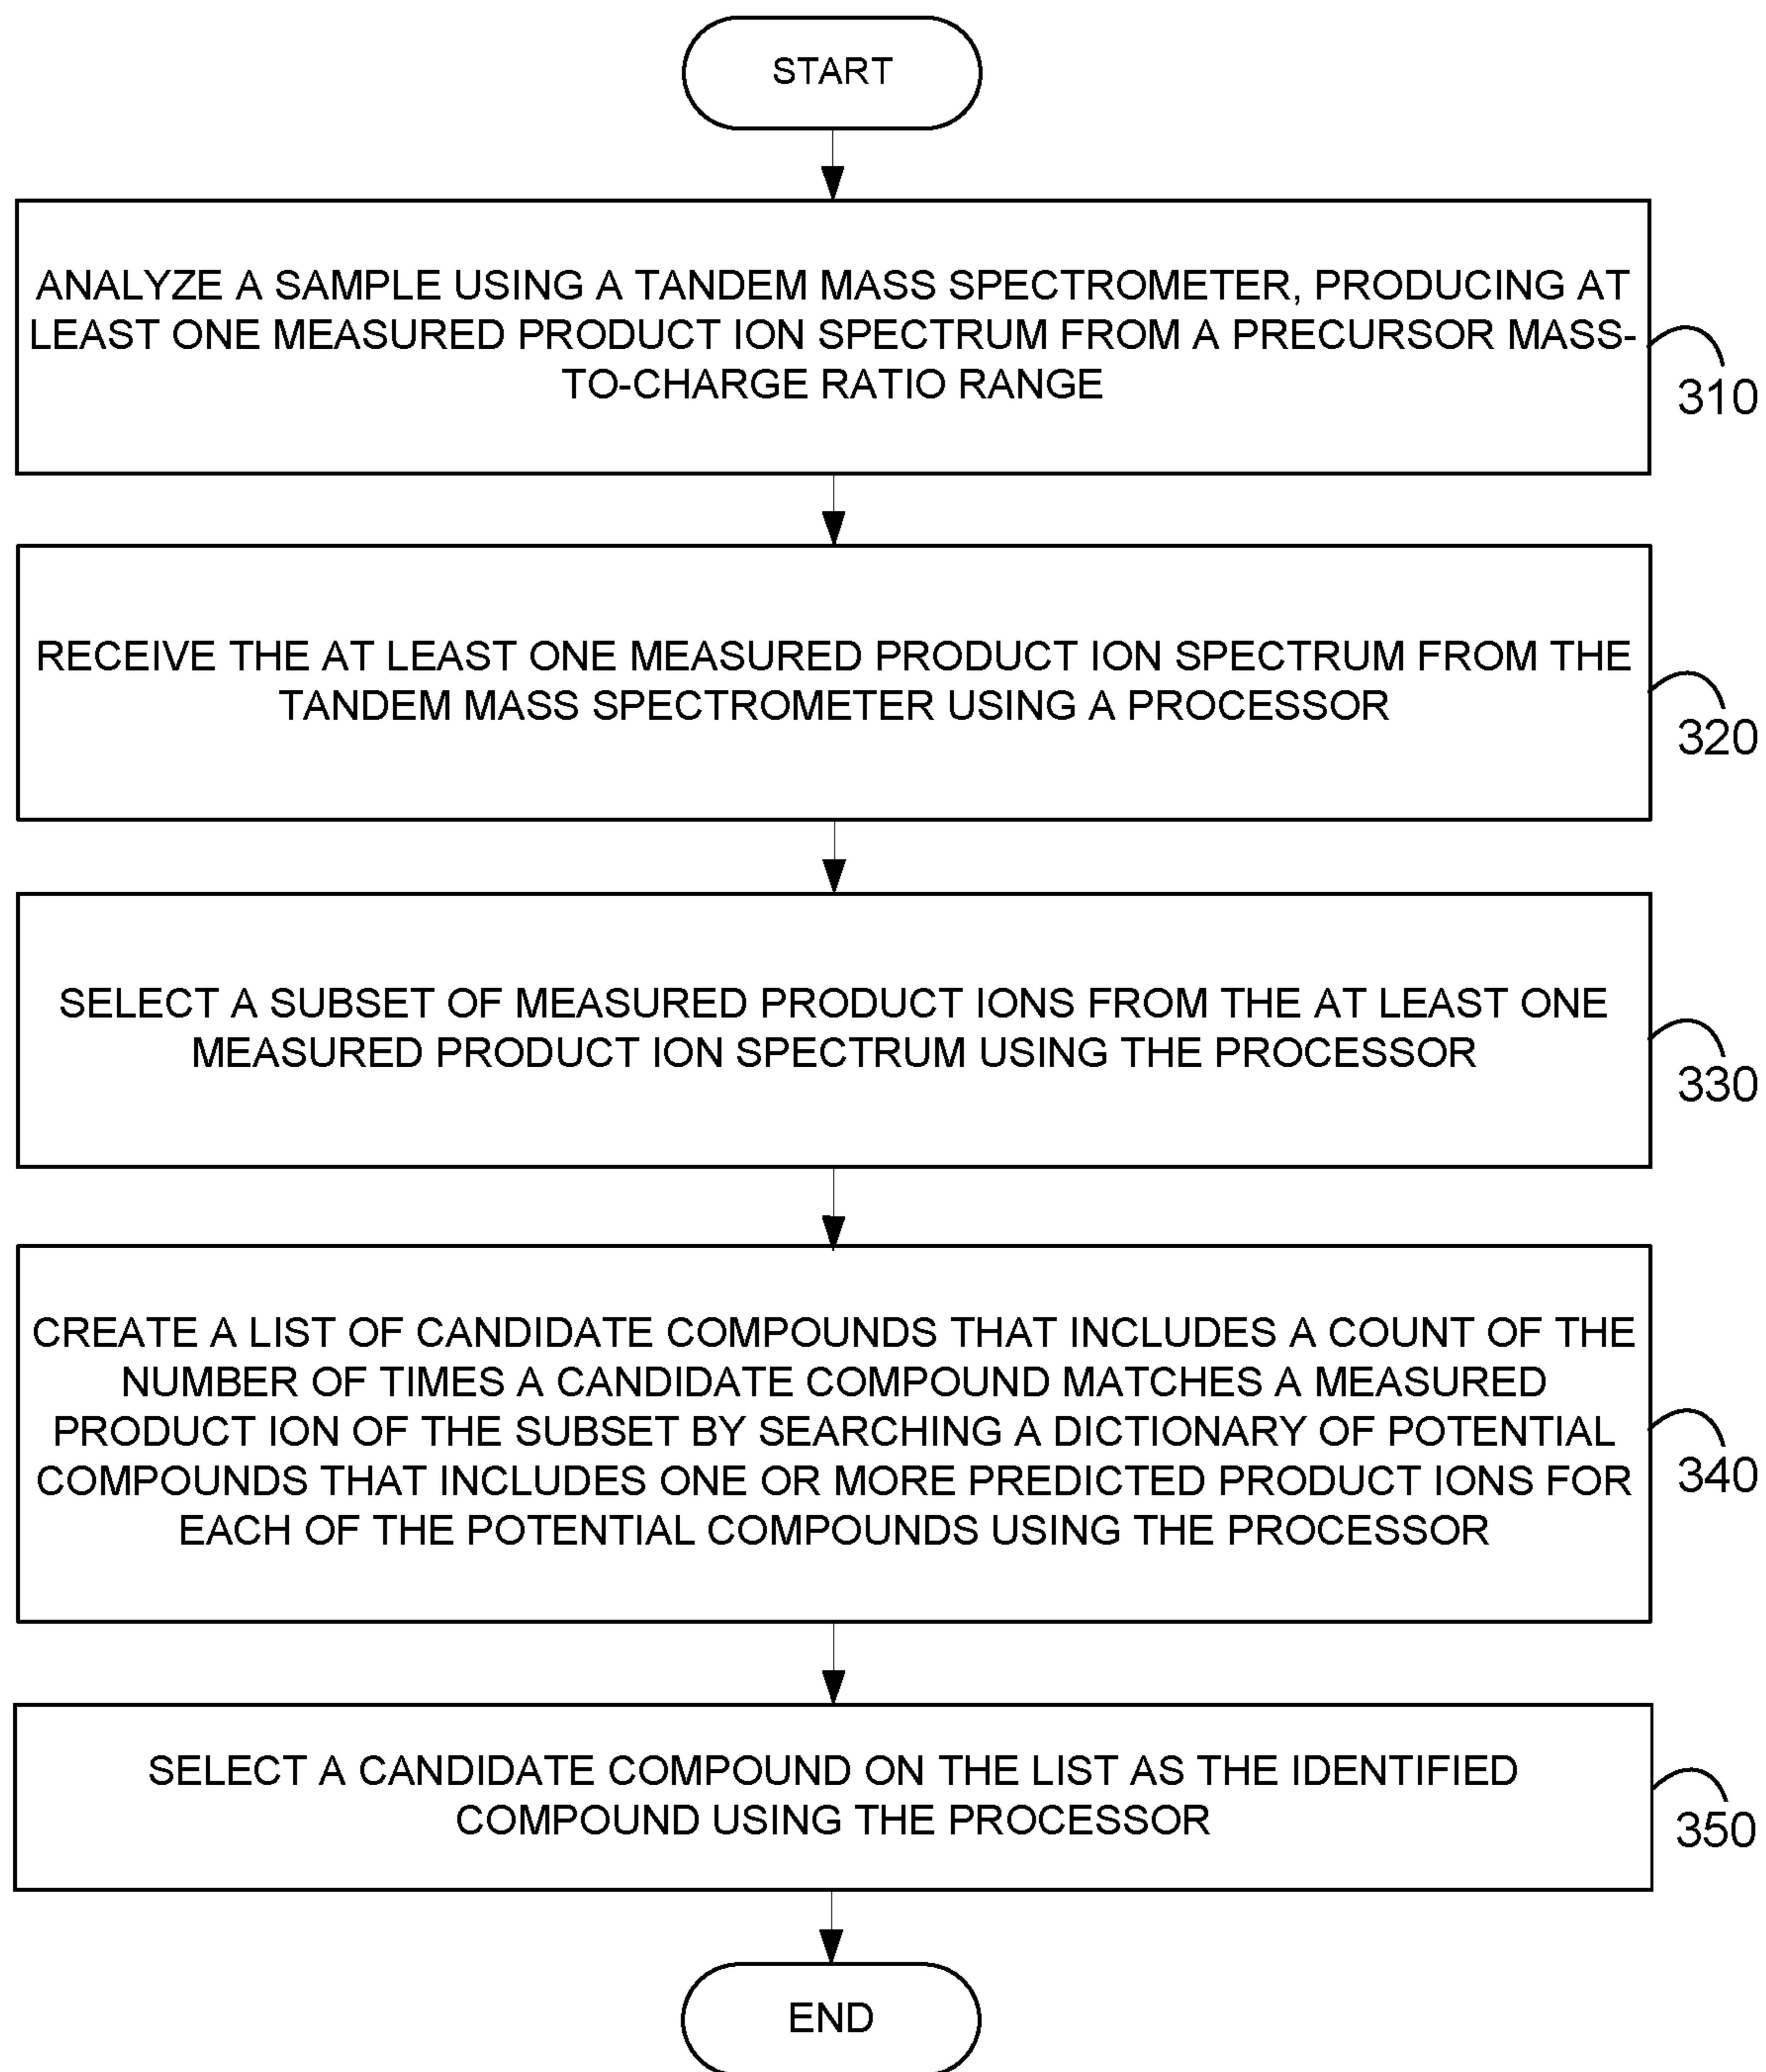 START
ANALYZE A SAMPLE USING A TANDEM MASS SPECTROMETER, PRODUCING AT
LEAST ONE MEASURED PRODUCT ION SPECTRUM FROM A PRECURSOR MASS-
TO-CHARGE RATIO RANGE
310
RECEIVE THE AT LEAST ONE MEASURED PRODUCT ION SPECTRUM FROM THE
TANDEM MASS SPECTROMETER USING A PROCESSOR
320
SELECT A SUBSET OF MEASURED PRODUCT IONS FROM THE AT LEAST ONE
MEASURED PRODUCT ION SPECTRUM USING THE PROCESSOR
330
CREATE A LIST OF CANDIDATE COMPOUNDS THAT INCLUDES A COUNT OF THE
NUMBER OF TIMES A CANDIDATE COMPOUND MATCHES A MEASURED
PRODUCT ION OF THE SUBSET BY SEARCHING A DICTIONARY OF POTENTIAL
COMPOUNDS THAT INCLUDES ONE OR MORE PREDICTED PRODUCT IONS FOR
EACH OF THE POTENTIAL COMPOUNDS USING THE PROCESSOR
340
SELECT A CANDIDATE COMPOUND ON THE LIST AS THE IDENTIFIED
COMPOUND USING THE PROCESSOR
350
END